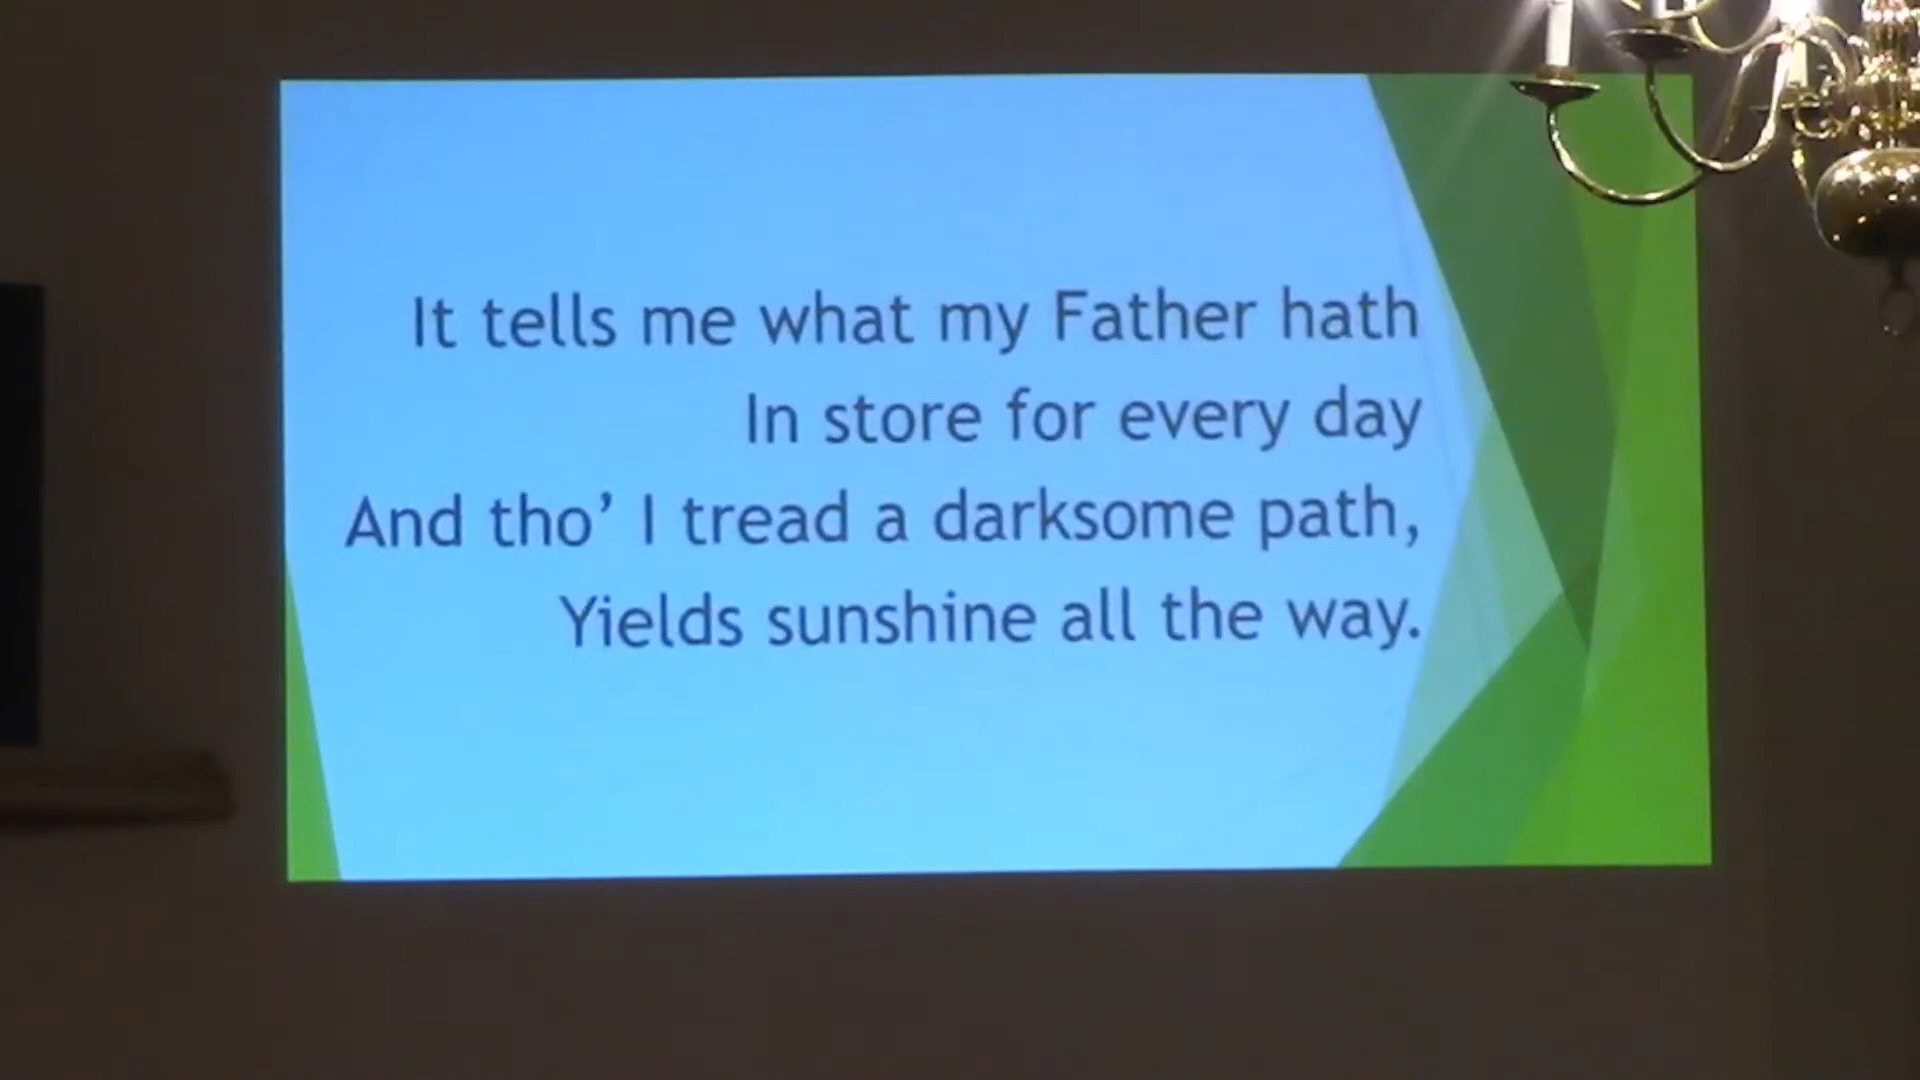 It tells me what my Father hath
In store for every day
And tho’ I tread a darksome path,
Yields sunshine all the way.